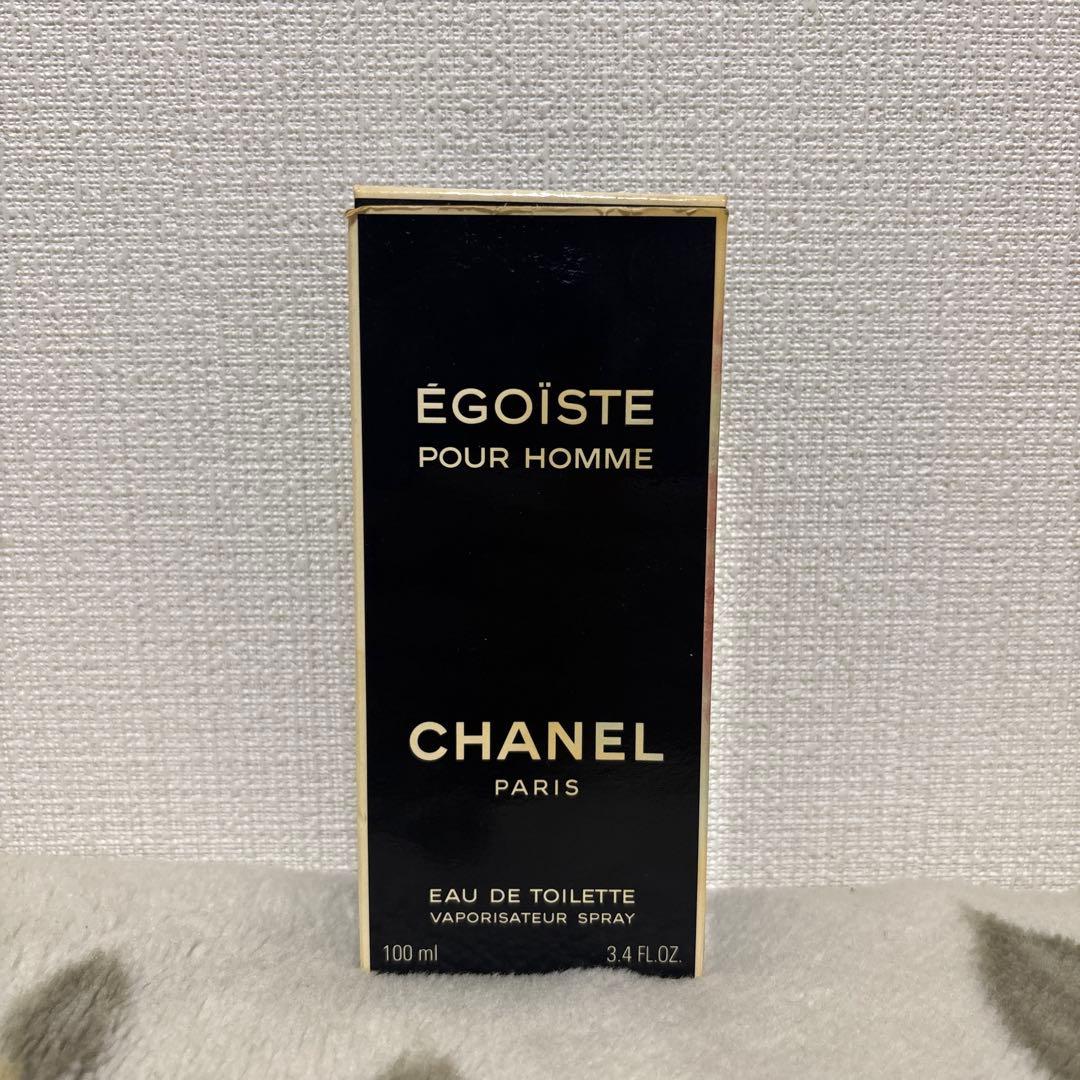 ÉGOÏSTE
POUR HOMME
CHANEL
PARIS
EAU DE TOILETTE
VAPORISATEUR SPRAY
100 ml 3.4 FL.OZ.